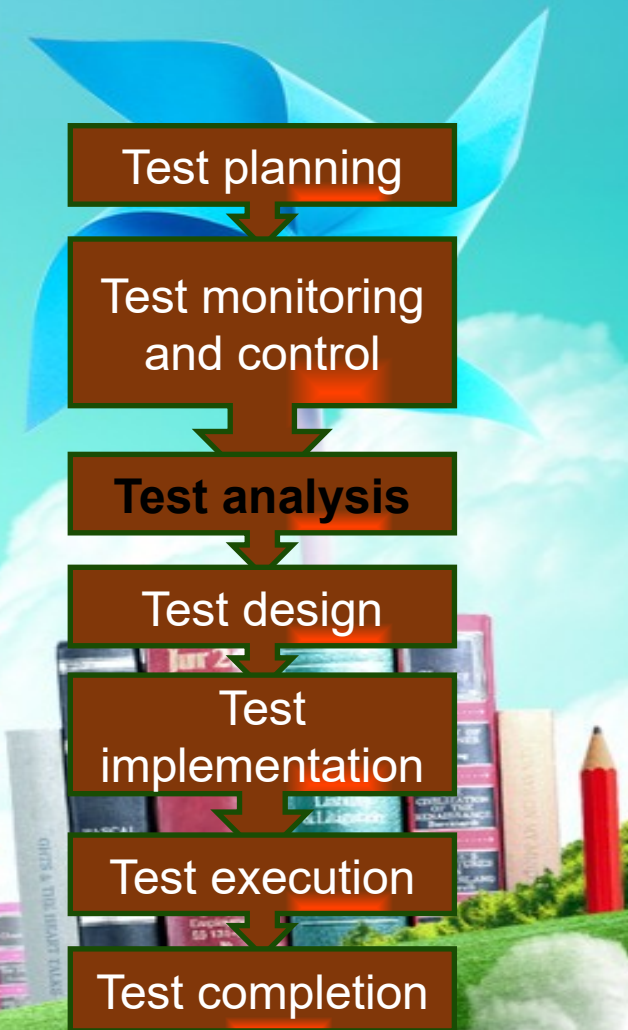 Test planning
Test monitoring
and control
Test analysis
Test design
Test
implementation
Test execution
Test completion